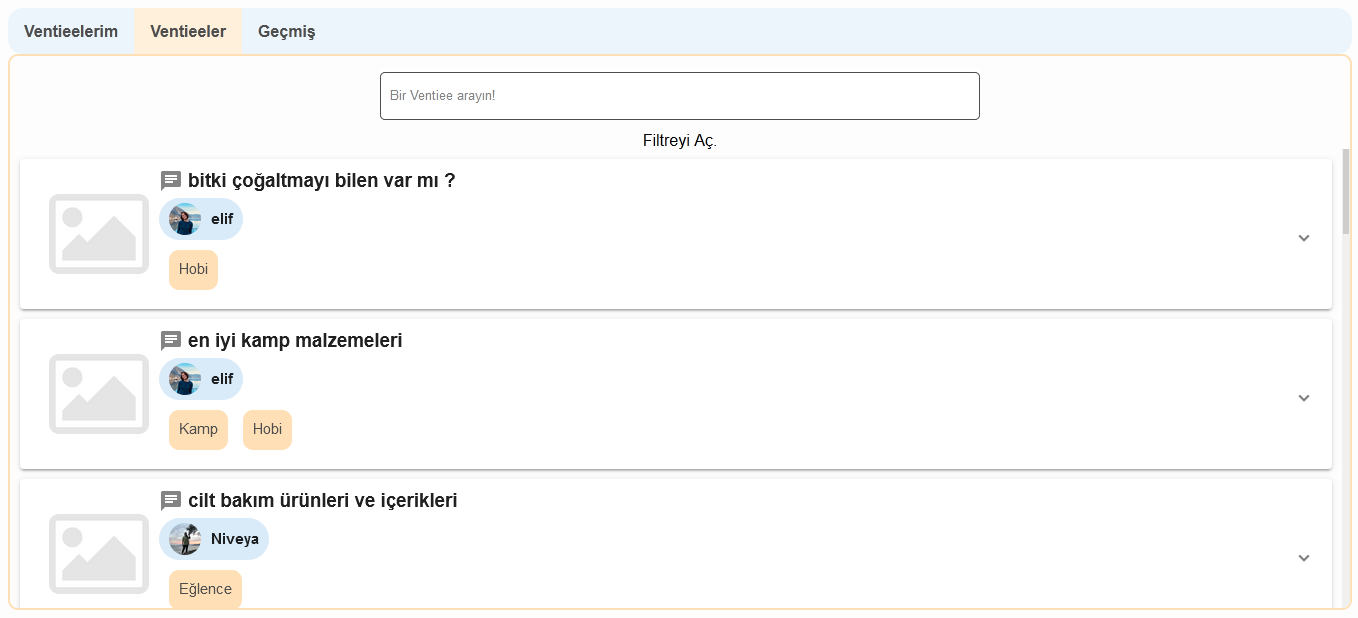 Ventieelerim Ventieeler Geçmiş
Bir Ventiee arayın!
Filtreyi Aç.
bitki çoğaltmayı bilen var mı ?
elif
Hobi
en iyi kamp malzemeleri
elif
Kamp Hobi
cilt bakım ürünleri ve içerikleri
Niveya
Eğlence